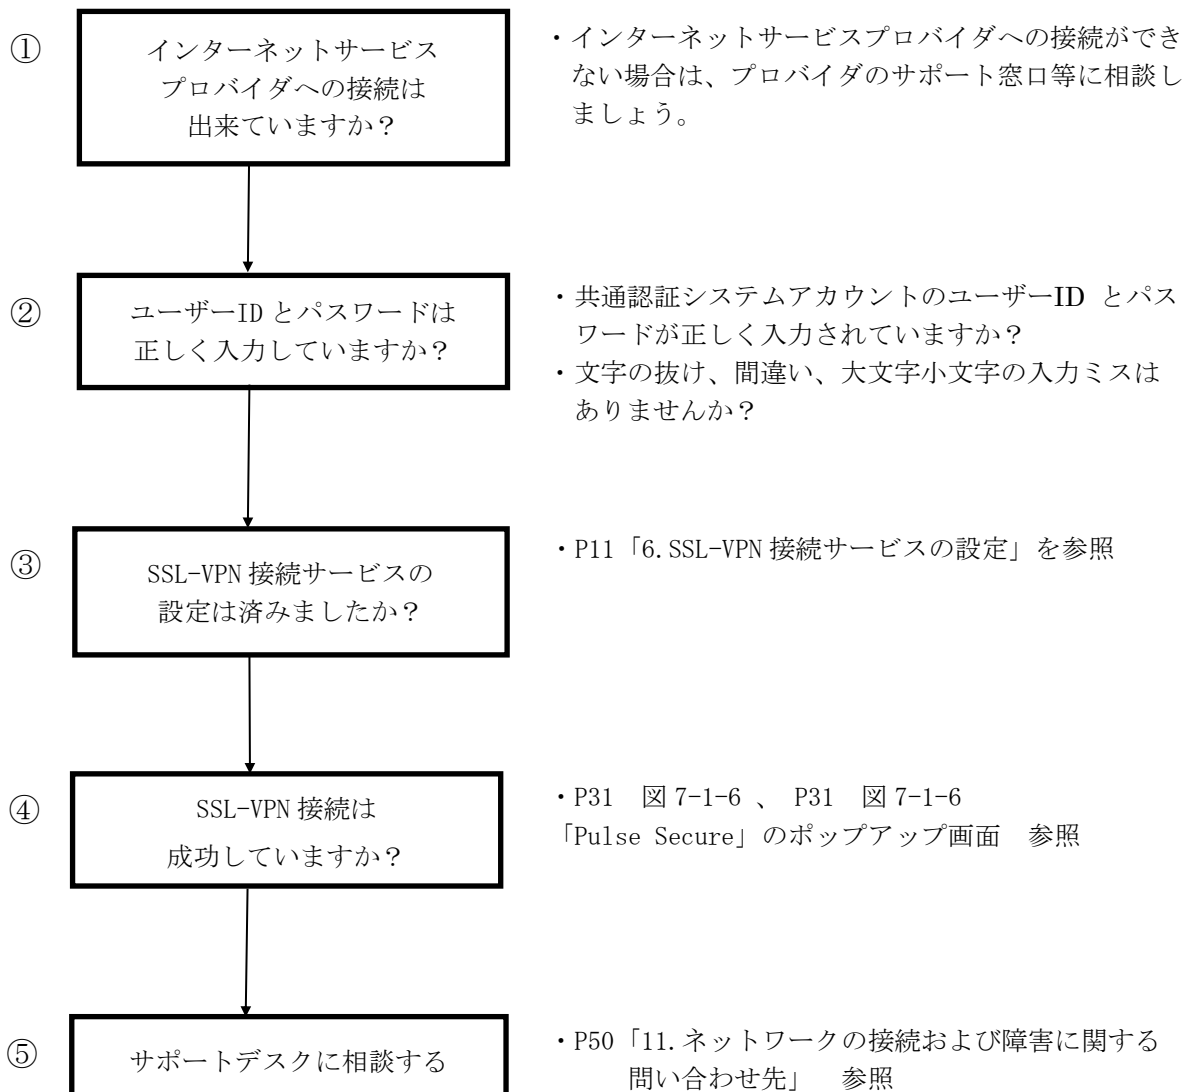 ①
インターネットサービス
プロバイダへの接続は
出来ていますか？
・インターネットサービスプロバイダへの接続ができ
ない場合は、プロバイダのサポート窓口等に相談し
ましょう。
②
ユーザーID とパスワードは
正しく入力していますか？
・共通認証システムアカウントのユーザーID とパス
ワードが正しく入力されていますか？
・文字の抜け、間違い、大文字小文字の入力ミスは
ありませんか？
③
SSL-VPN 接続サービスの
設定は済みましたか？
・P11「6.SSL-VPN 接続サービスの設定」を参照
④
SSL-VPN 接続は
成功していますか？
・P31　図 7-1-6 、 P31　図 7-1-6
「Pulse Secure」のポップアップ画面　参照
⑤
サポートデスクに相談する
・P50「11.ネットワークの接続および障害に関する
問い合わせ先」　参照